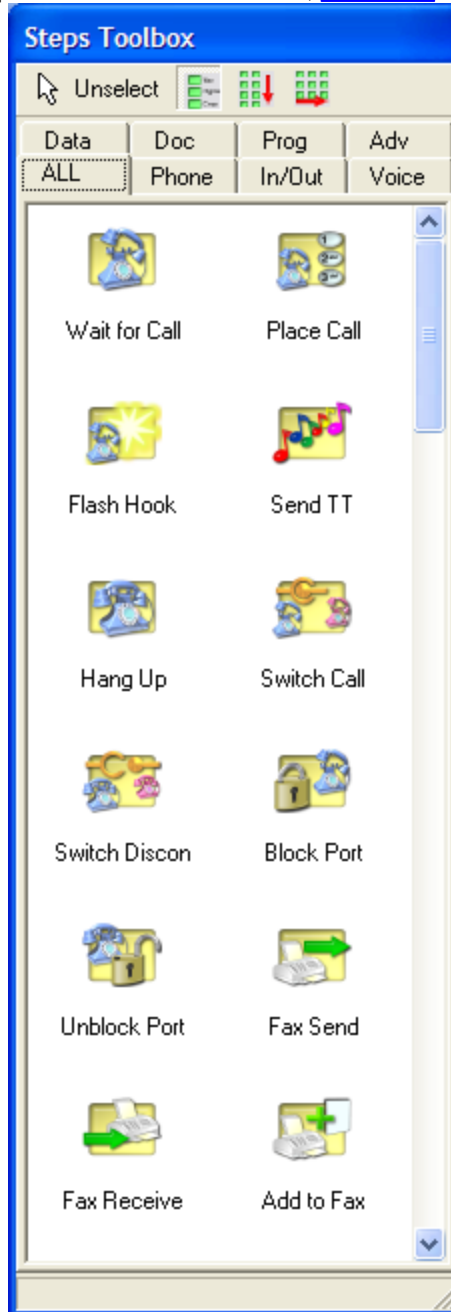 Steps Toolbox
Unselect
Data Doc Prog Adv
ALL Phone In/Out Voice
Wait for Call Place Call
Flash Hook Send TT
Hang Up Switch Call
Switch Discon Block Port
Unblock Port Fax Send
Fax Receive Add to Fax